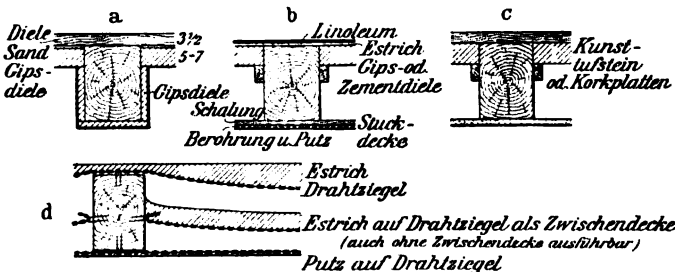 a
Diele
3½
Sand
5-7
Gips-
diele
Gipsdiele
b
Linoleum
Estrich
Gips-od.
Zementdiele
Schalung
Berohrung u. Putz
Stuck-
decke
c
Kunst-
tuffstein
od. Korkplatten
d
Estrich
Drahtziegel
Estrich auf Drahtziegel als Zwischendecke
(auch ohne Zwischendecke ausführbar)
Putz auf Drahtziegel